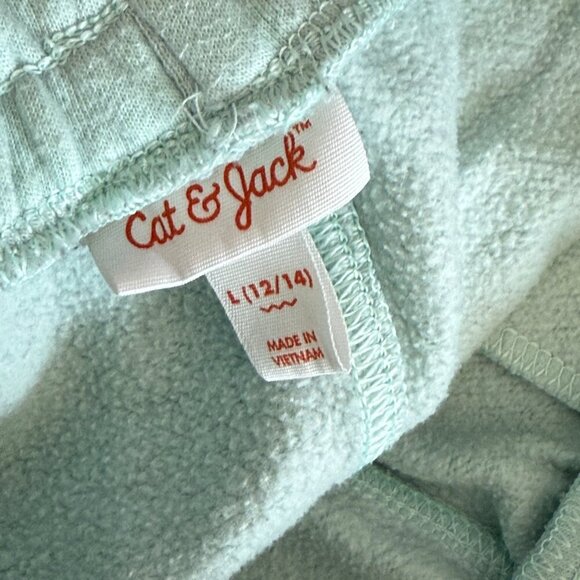 Cat & Jack™
L (12/14)
MADE IN
VIETNAM